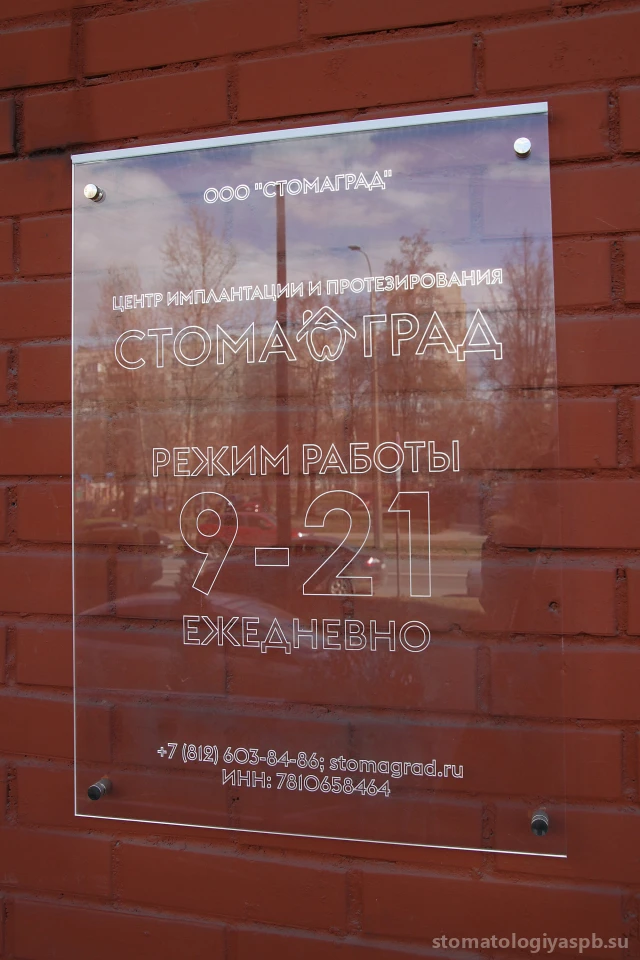 ООО "СТОМАГРАД"
ЦЕНТР ИМПЛАНТАЦИИ И ПРОТЕЗИРОВАНИЯ
СТОМАГРАД
РЕЖИМ РАБОТЫ
9-21
ЕЖЕДНЕВНО
+7 (812) 603-84-86; stomagrad.ru
ИНН: 7810658464
stomatologiyaspb.su